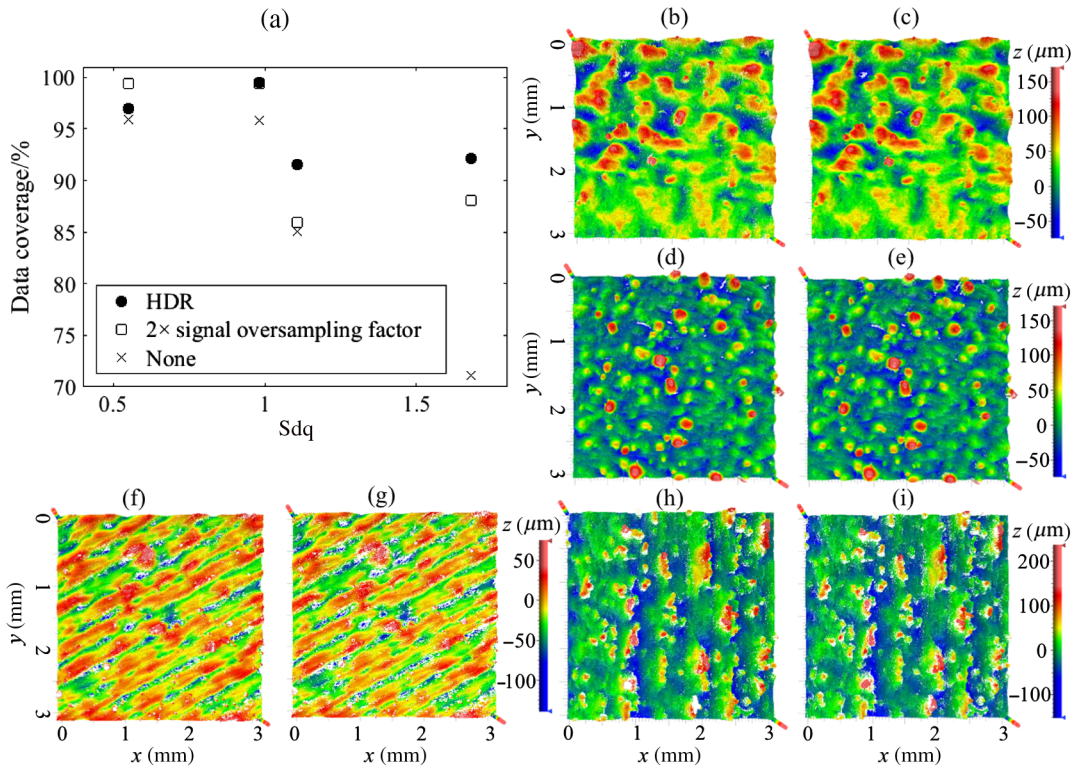 (a)
100
95
90
85
80
75
70
Data coverage/%
HDR
2× signal oversampling factor
None
0.5
1
1.5
Sdq
(b)
(c)
0
1
2
3
y (mm)
z (μm)
150
100
50
0
−50
(d)
(e)
0
1
2
3
y (mm)
z (μm)
150
100
50
0
−50
(f)
(g)
0
1
2
3
y (mm)
0
1
2
3
x (mm)
0
1
2
3
x (mm)
z (μm)
50
0
−50
−100
(h)
(i)
0
1
2
3
x (mm)
0
1
2
3
x (mm)
z (μm)
200
100
0
−100